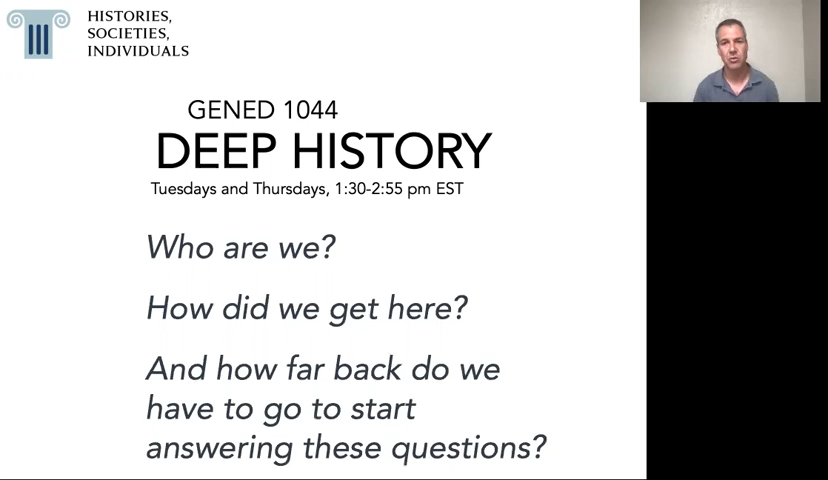 HISTORIES,
SOCIETIES,
INDIVIDUALS
GENED 1044
DEEP HISTORY
Tuesdays and Thursdays, 1:30-2:55 pm EST
Who are we?
How did we get here?
And how far back do we
have to go to start
answering these questions?